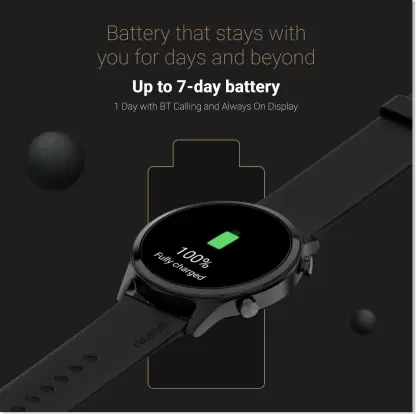 Battery that stays with
you for days and beyond
Up to 7-day battery
1 Day with BT Calling and Always On Display
100%
Fully charged
noise